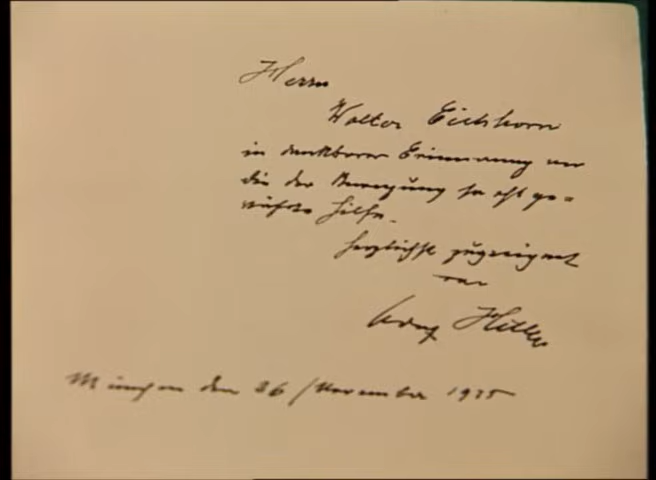 Herrn
Walter Eichhorn
in dankbarer Erinnerung an
die der Bewegung so oft ge=
währte Hilfe.
herzlichst zugeeignet
von
Adolf Hitler
München den 26 November 1935